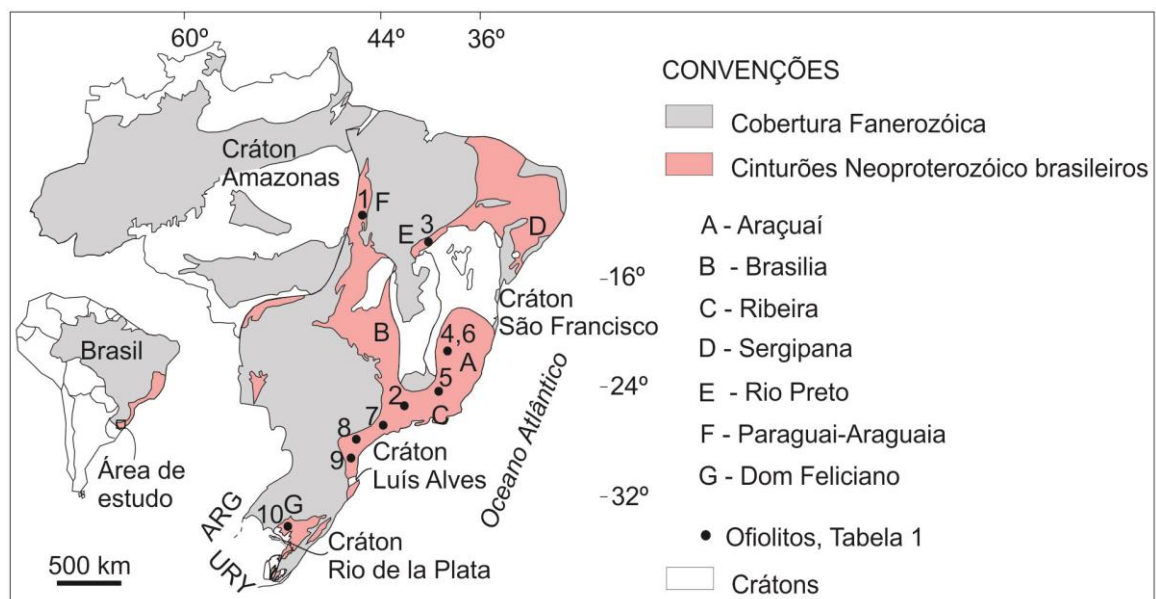 60º 44º 36º
Cráton
Amazonas
1 F
E 3
D
-16º
Cráton
São Francisco
B
4,6
A
5
-24º
2
C
7
8
9
Cráton
Luís Alves
Oceano Atlântico
-32º
Brasil
Área de
estudo
ARG
URY
10 G
Cráton
Rio de la Plata
500 km
CONVENÇÕES
Cobertura Fanerozóica
Cinturões Neoproterozóico brasileiros
A - Araçuaí
B - Brasilia
C - Ribeira
D - Sergipana
E - Rio Preto
F - Paraguai-Araguaia
G - Dom Feliciano
• Ofiolitos, Tabela 1
Crátons